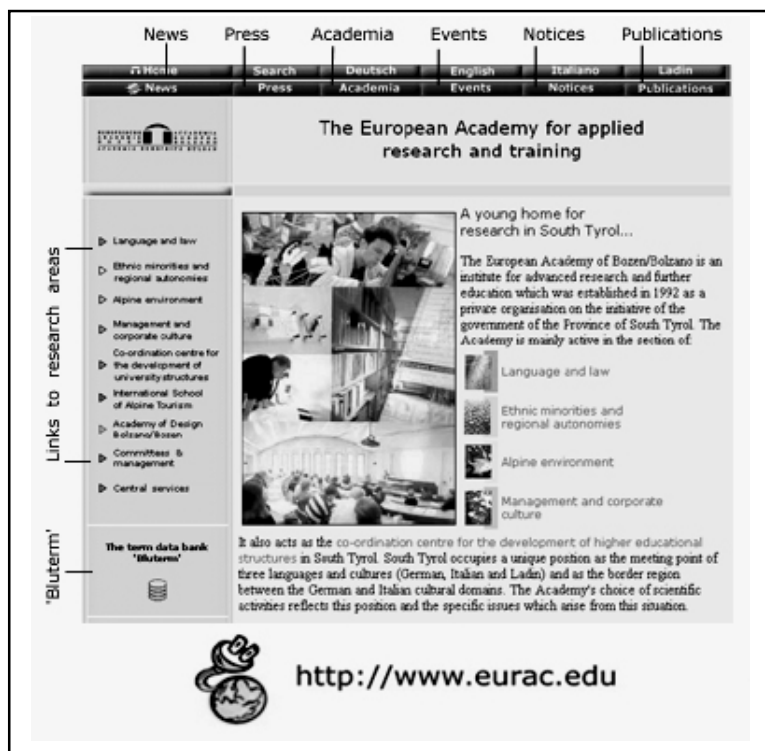 News Press Academia Events Notices Publications
Home Search Deutsch English Italiano Ladin
News Press Academia Events Notices Publications
The European Academy for applied
research and training
Links to research areas
Language and law
Ethnic minorities and
regional autonomies
Alpine environment
Management and
corporate culture
Co-ordination centre for
the development of
university structures
International School
of Alpine Tourism
Academy of Design
Bolzano/Bozen
Committees &
management
Central services
'Bluterm'
The term data bank
'Bluterm'
A young home for
research in South Tyrol...
The European Academy of Bozen/Bolzano is an
institute for advanced research and further
education which was established in 1992 as a
private organisation on the initiative of the
government of the Province of South Tyrol. The
Academy is mainly active in the section of:
Language and law
Ethnic minorities and
regional autonomies
Alpine environment
Management and corporate
culture
It also acts as the co-ordination centre for the development of higher educational
structures in South Tyrol. South Tyrol occupies a unique position as the meeting point of
three languages and cultures (German, Italian and Ladin) and as the border region
between the German and Italian cultural domains. The Academy's choice of scientific
activities reflects this position and the specific issues which arise from this situation.
http://www.eurac.edu